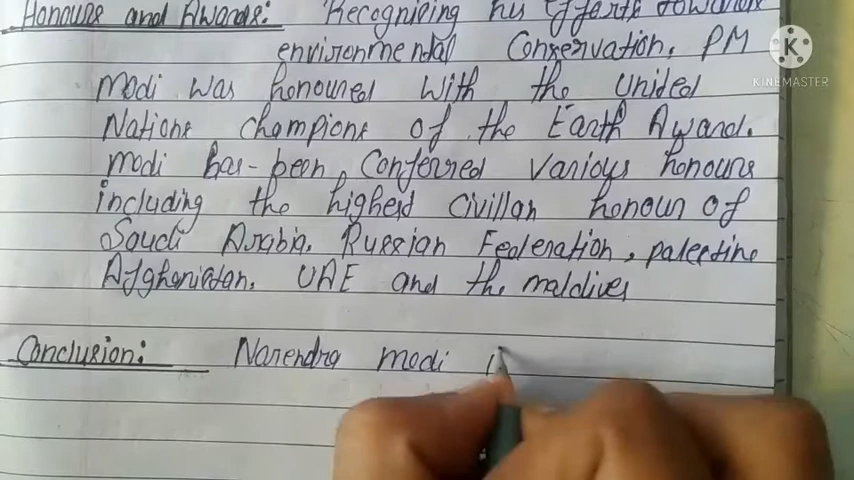 Honours and Awards: Recognising his efforts towards
environmental Conservation, PM
Modi was honoured with the United
Nations champions of the Earth Award.
Modi has-been, Conferred various honours
including the highest civillan honour of
Saudi Arabia. Russian Federation, palestine
Afghanistan. UAE and the maldives
Conclusion: Narendra modi i
KINEMASTER